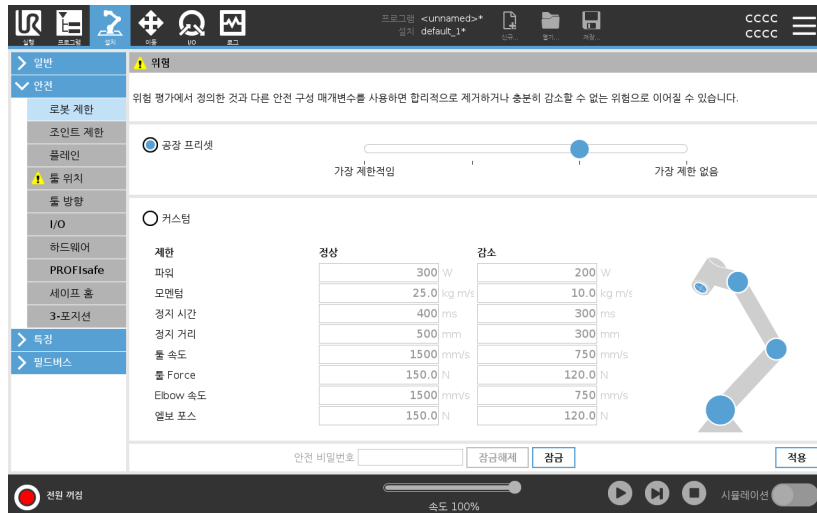 프로그램 <unnamed>*
설치 default_1*
cccc
cccc
실행 프로그램 설치 이동 I/O 로그
신규... 열기... 저장...
일반
안전
로봇 제한
조인트 제한
플레인
툴 위치
툴 방향
I/O
하드웨어
PROFIsafe
세이프 홈
3-포지션
특징
필드버스
위험
위험 평가에서 정의한 것과 다른 안전 구성 매개변수를 사용하면 합리적으로 제거하거나 충분히 감소할 수 없는 위험으로 이어질 수 있습니다.
공장 프리셋
가장 제한적임 가장 제한 없음
커스텀
제한 정상 감소
파워 300 W 200 W
모멘텀 25.0 kg m/s 10.0 kg m/s
정지 시간 400 ms 300 ms
정지 거리 500 mm 300 mm
툴 속도 1500 mm/s 750 mm/s
툴 Force 150.0 N 120.0 N
Elbow 속도 1500 mm/s 750 mm/s
엘보 포스 150.0 N 120.0 N
안전 비밀번호 잠금해제 잠금 적용
전원 꺼짐
속도 100%
시뮬레이션